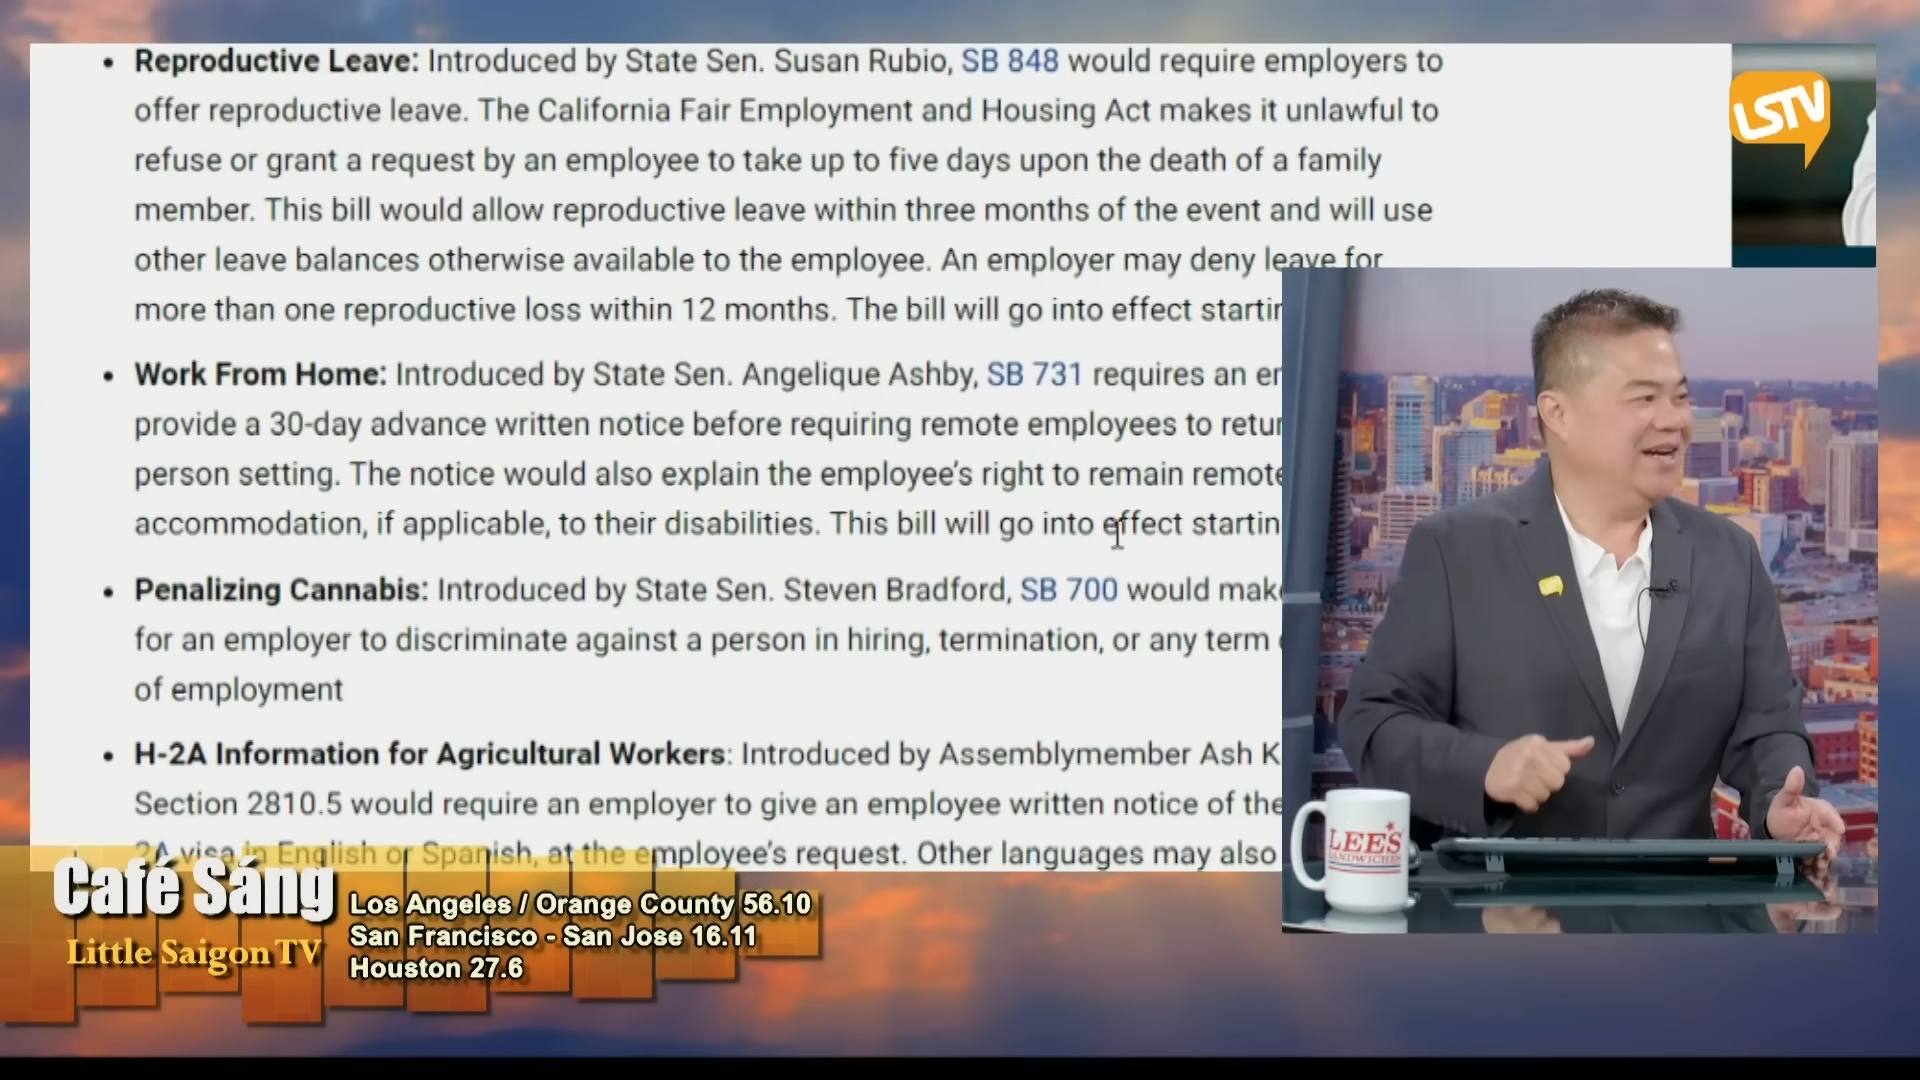 • Reproductive Leave: Introduced by State Sen. Susan Rubio, SB 848 would require employers to
offer reproductive leave. The California Fair Employment and Housing Act makes it unlawful to
refuse or grant a request by an employee to take up to five days upon the death of a family
member. This bill would allow reproductive leave within three months of the event and will use
other leave balances otherwise available to the employee. An employer may deny leave for
more than one reproductive loss within 12 months. The bill will go into effect
• Work From Home: Introduced by State Sen. Angelique Ashby, SB 731 requires an
provide a 30-day advance written notice before requiring remote employees to
person setting. The notice would also explain the employee's right to remain remote
accommodation, if applicable, to their disabilities. This bill will go into effect
• Penalizing Cannabis: Introduced by State Sen. Steven Bradford, SB 700 would
for an employer to discriminate against a person in hiring, termination, or any term
of employment
• H-2A Information for Agricultural Workers: Introduced by Assemblymember Ash
Section 2810.5 would require an employer to give an employee written notice of the
2A visa in English or Spanish, at the employee's request. Other languages may also
LSTV
LEE'S
Café Sáng
Little Saigon TV
Los Angeles / Orange County 56.10
San Francisco - San Jose 16.11
Houston 27.6